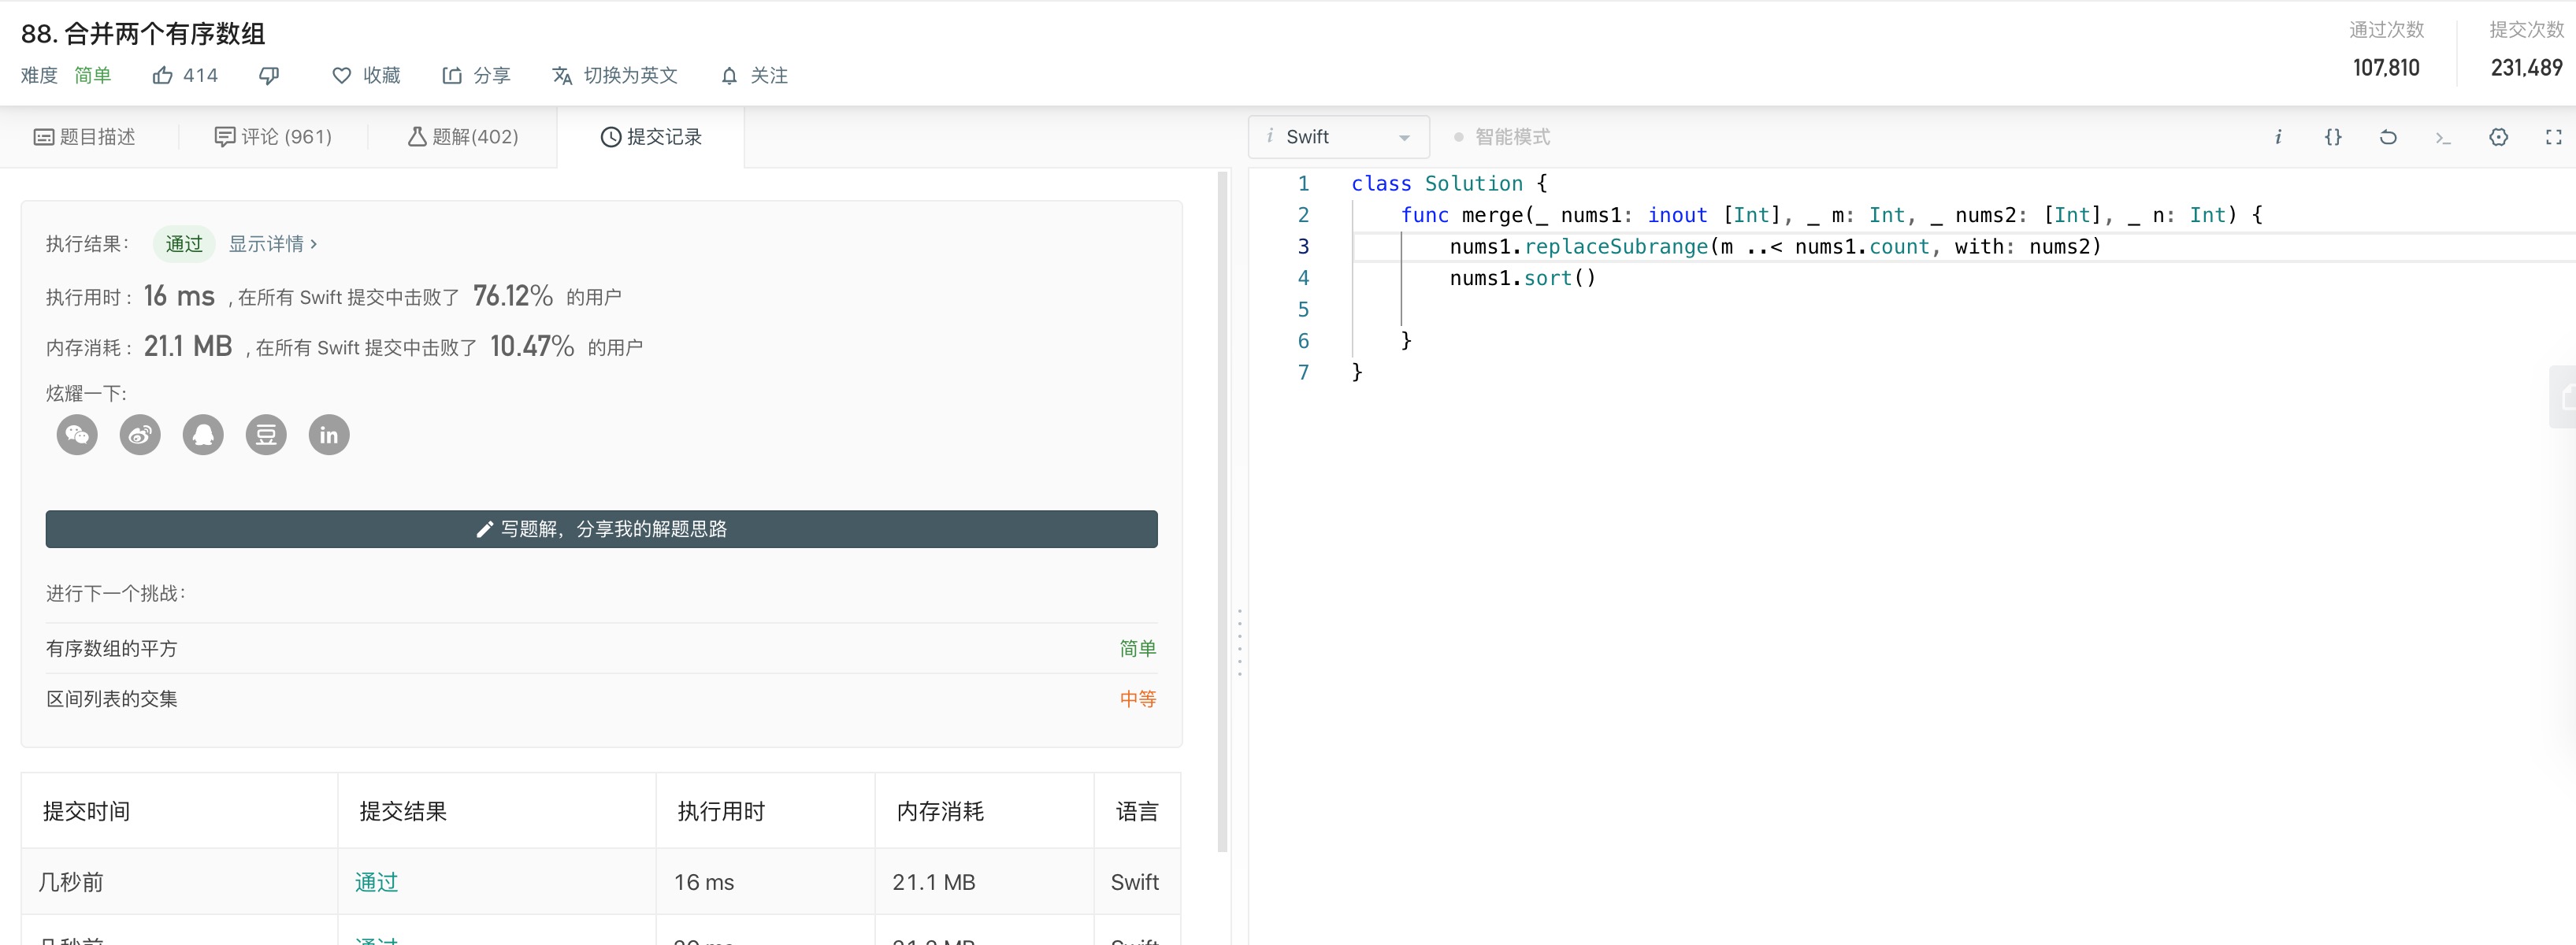 88. 合并两个有序数组
难度 简单 414 收藏 分享 切换为英文 关注
通过次数 提交次数
107,810 231,489
题目描述 评论 (961) 题解(402) 提交记录
执行结果： 通过 显示详情 ›
执行用时 : 16 ms , 在所有 Swift 提交中击败了 76.12% 的用户
内存消耗 : 21.1 MB , 在所有 Swift 提交中击败了 10.47% 的用户
炫耀一下:
写题解，分享我的解题思路
进行下一个挑战：
有序数组的平方 简单
区间列表的交集 中等
提交时间 提交结果 执行用时 内存消耗 语言
几秒前 通过 16 ms 21.1 MB Swift
i Swift 智能模式 i {} >_
1 class Solution {
2 func merge(_ nums1: inout [Int], _ m: Int, _ nums2: [Int], _ n: Int) {
3 nums1.replaceSubrange(m ..< nums1.count, with: nums2)
4 nums1.sort()
5
6 }
7 }